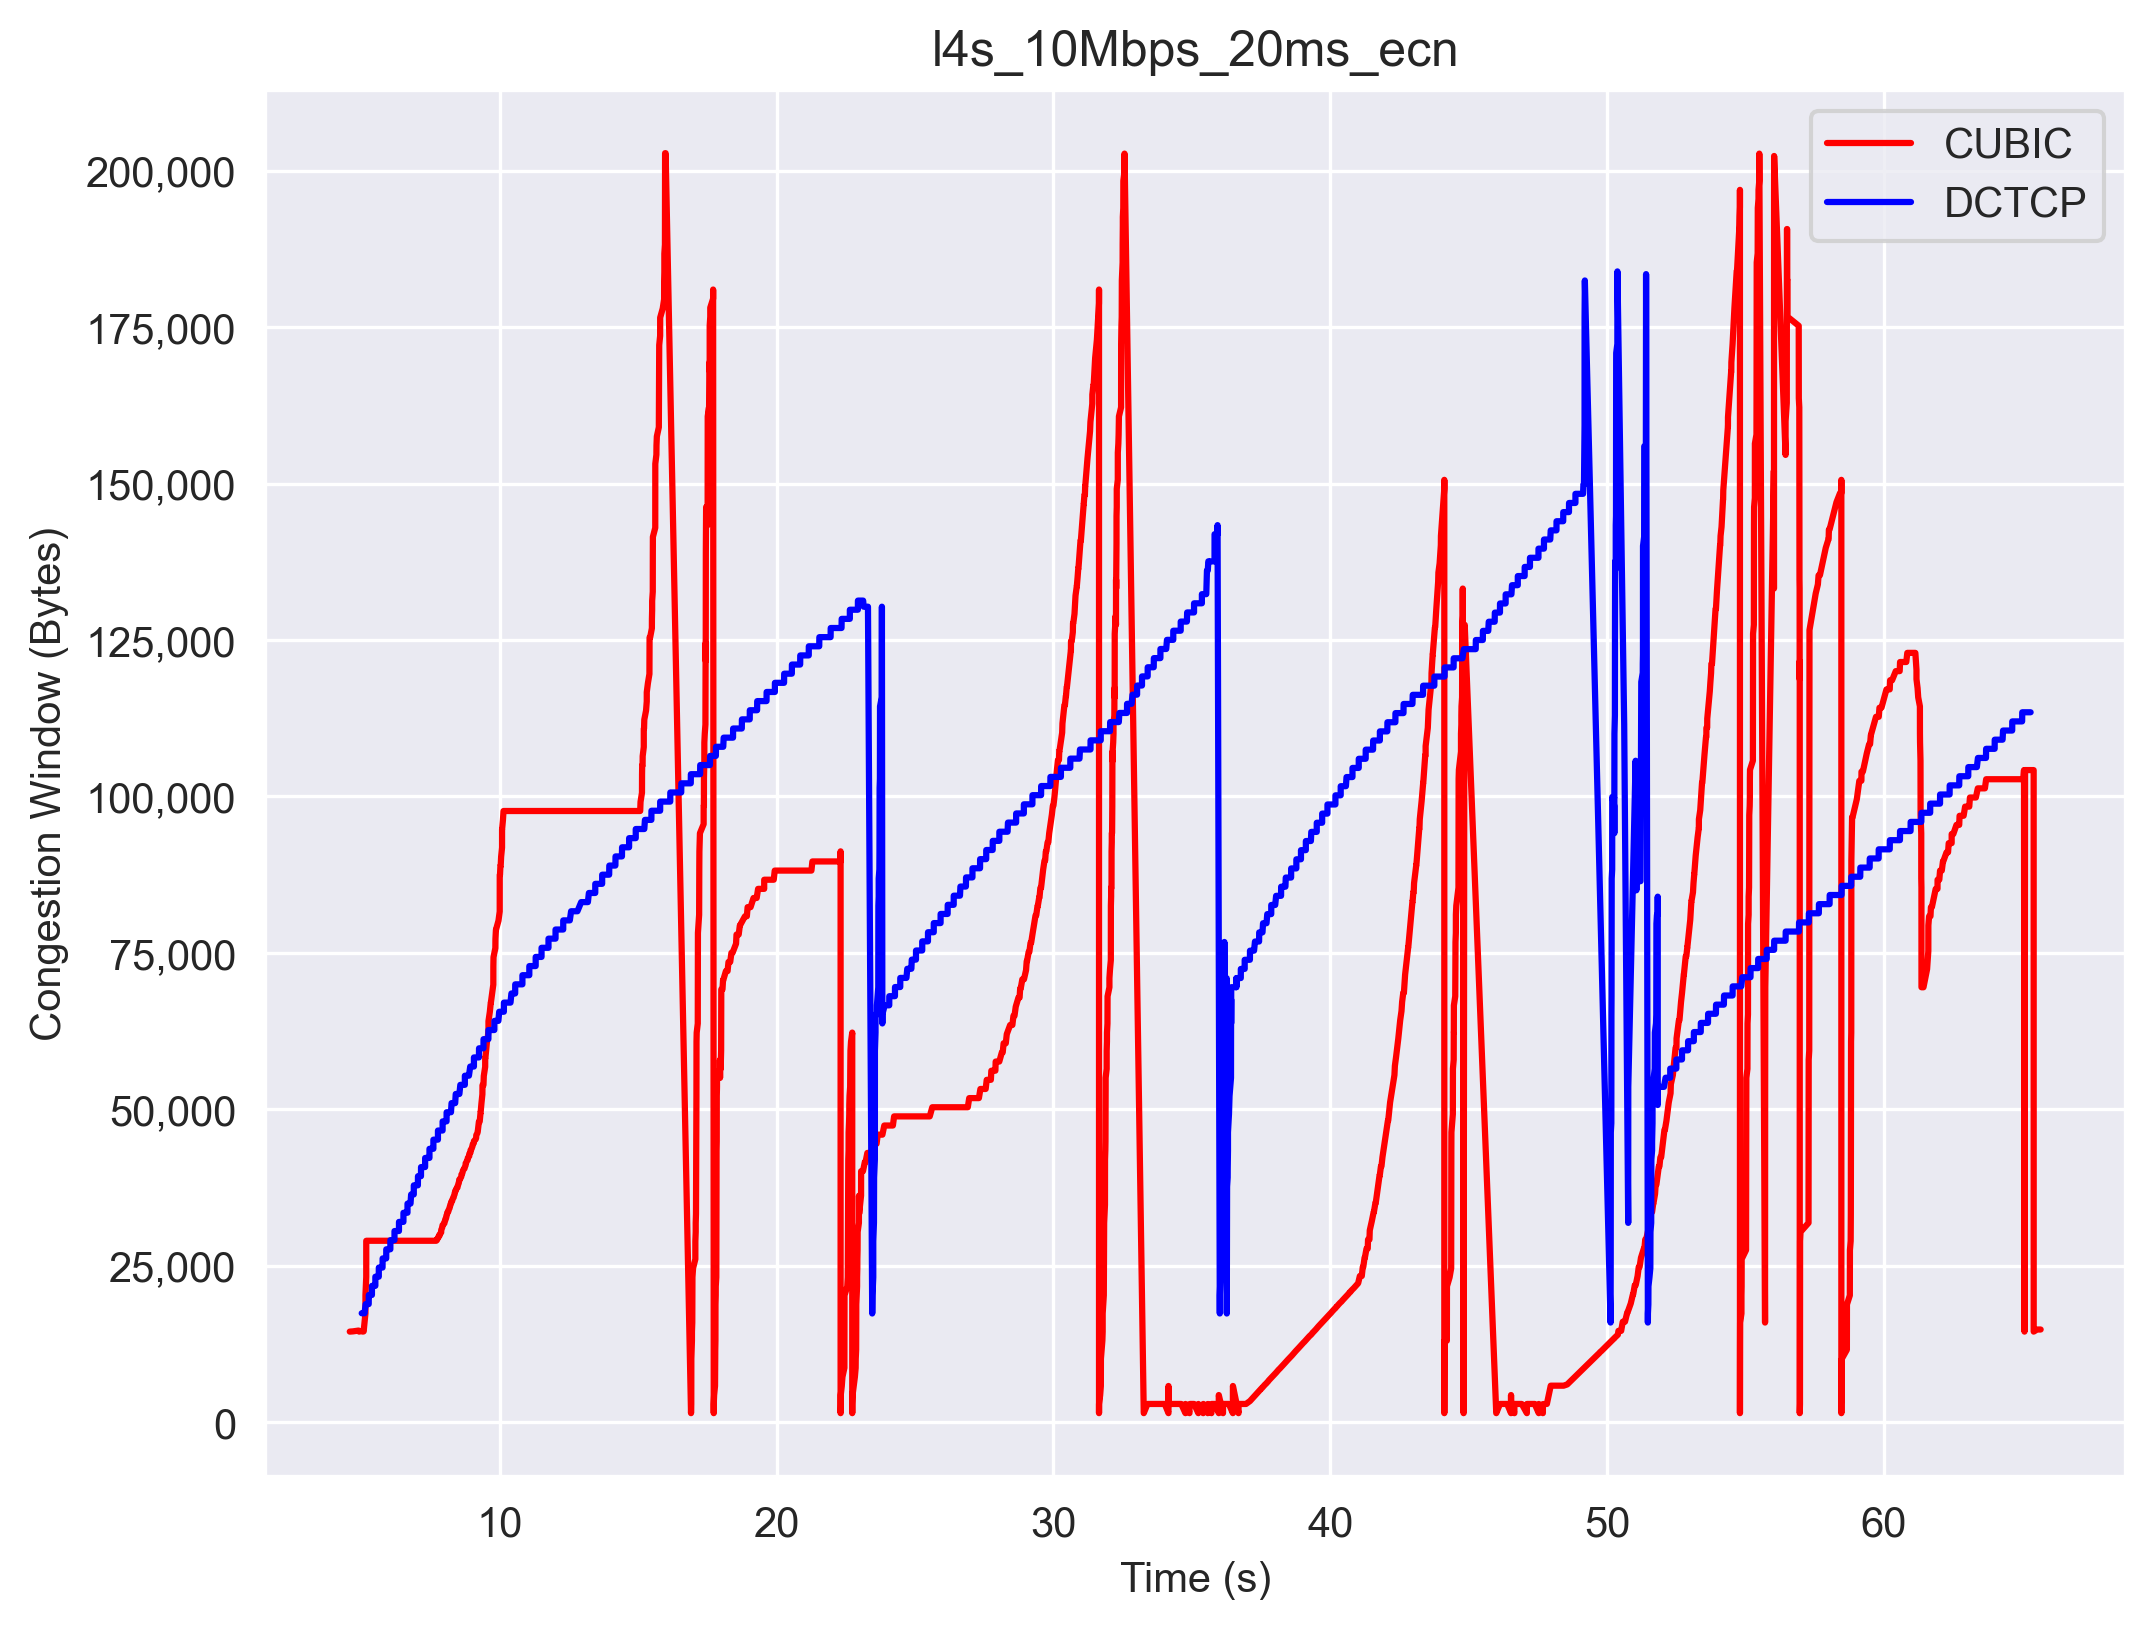 l4s_10Mbps_20ms_ecn
CUBIC
DCTCP
200,000
175,000
150,000
125,000
100,000
75,000
50,000
25,000
0
Congestion Window (Bytes)
10 20 30 40 50 60
Time (s)